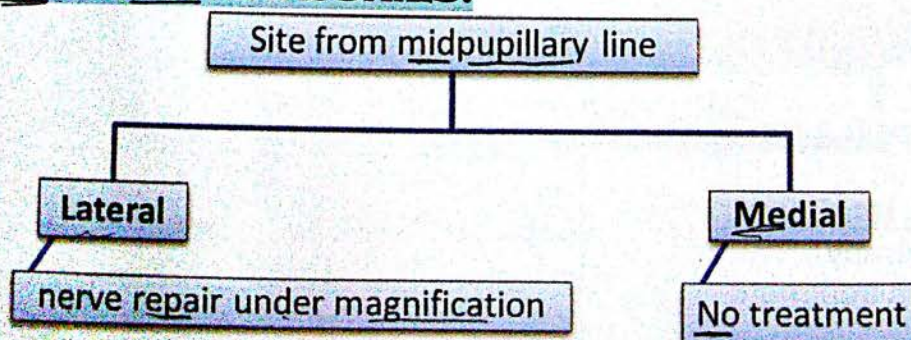 Site from midpupillary line
Lateral
Medial
nerve repair under magnification
No treatment